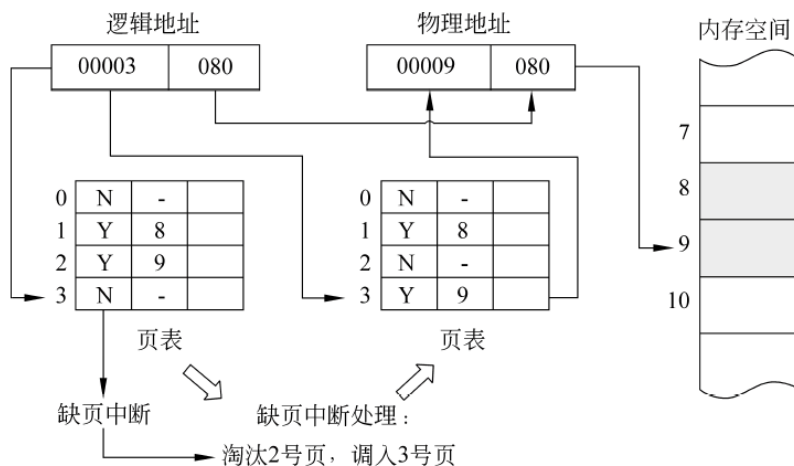 逻辑地址
物理地址
内存空间
00003 080
00009 080
7
8
9
10
0 N -
1 Y 8
2 Y 9
3 N -
页表
0 N -
1 Y 8
2 N -
3 Y 9
页表
缺页中断
缺页中断处理：
淘汰2号页，调入3号页